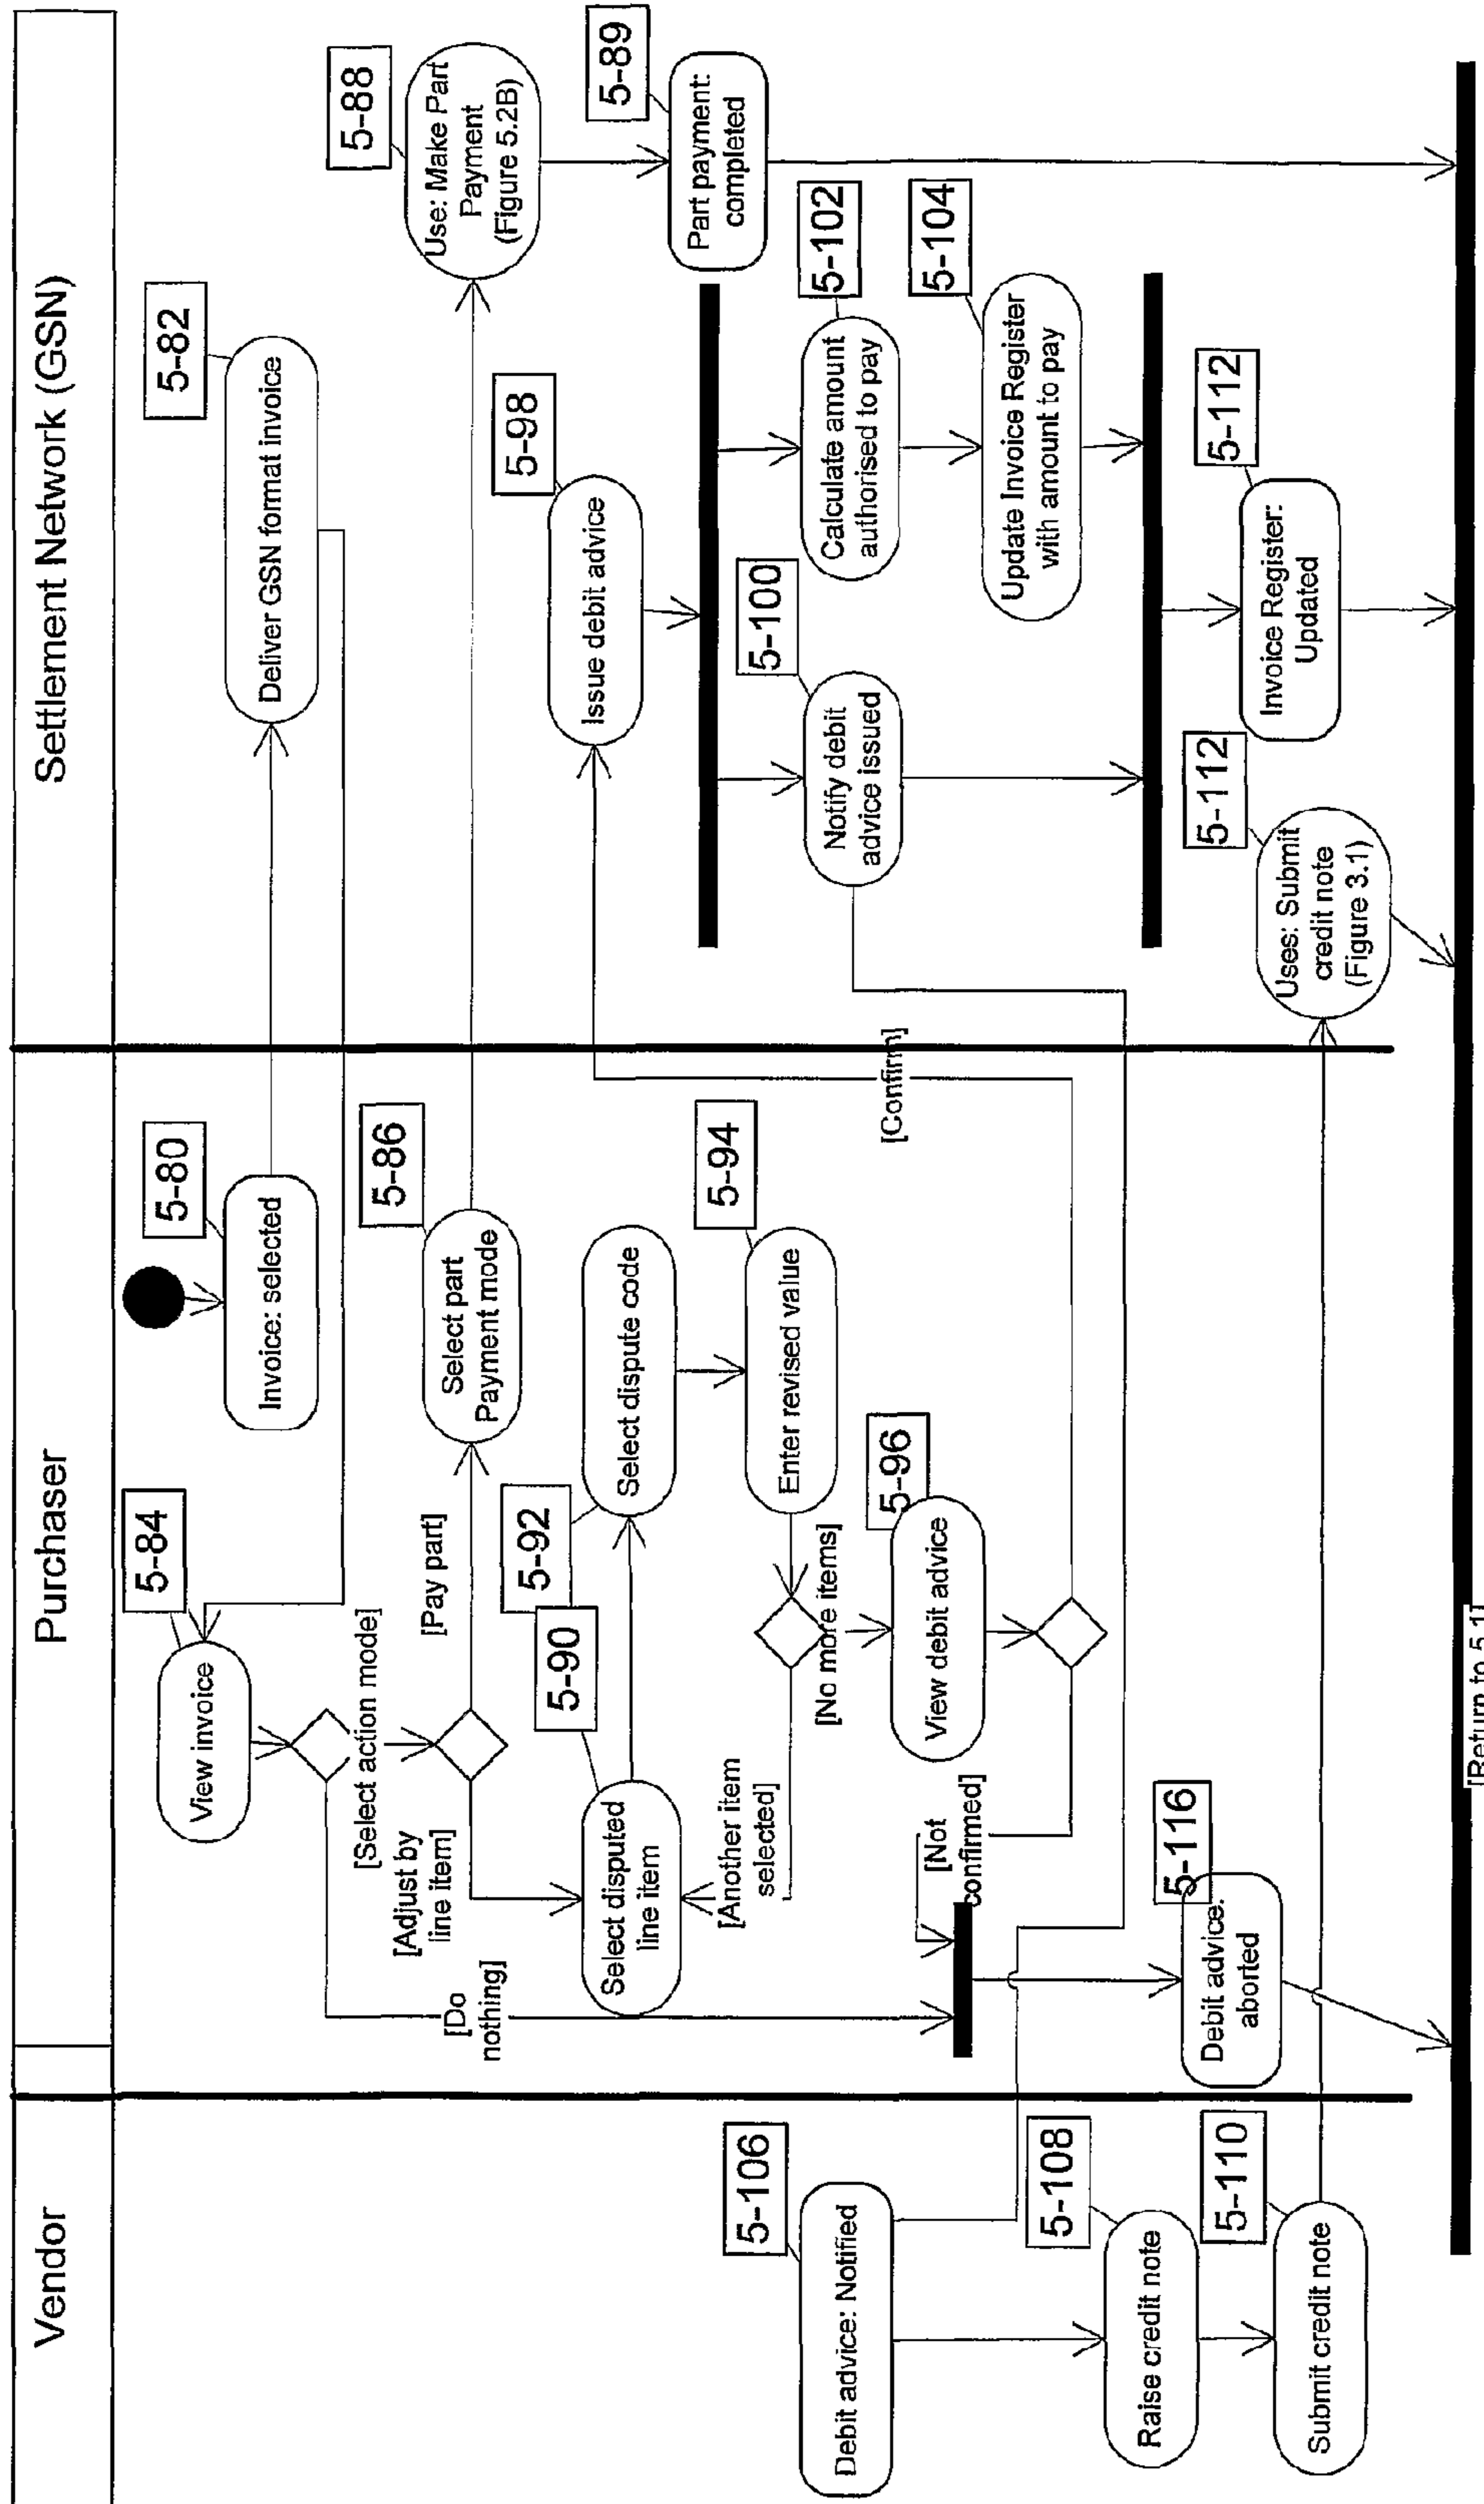 Vendor
Purchaser
Settlement Network (GSN)
5-80
Invoice: selected
5-82
Deliver GSN format invoice
5-84
View invoice
[Select action mode]
[Do
nothing]
[Adjust by
line item]
[Pay part]
5-86
Select part
Payment mode
5-88
Use: Make Part
Payment
(Figure 5.2B)
5-89
Part payment:
completed
5-90
Select disputed
line item
5-92
Select dispute code
5-94
Enter revised value
[Another item
selected]
[No more items]
5-96
View debit advice
[Not
confirmed]
[Confirm]
5-98
Issue debit advice
5-100
Notify debit
advice issued
5-102
Calculate amount
authorised to pay
5-104
Update Invoice Register
with amount to pay
5-106
Debit advice: Notified
5-108
Raise credit note
5-110
Submit credit note
5-116
Debit advice:
aborted
5-112
Uses: Submit
credit note
(Figure 3.1)
5-112
Invoice Register:
Updated
[Return to 5.1]